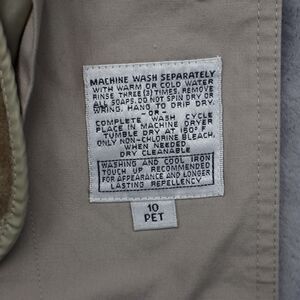 MACHINE WASH SEPARATELY
WITH WARM OR COLD WATER
RINSE THREE (3) TIMES, REMOVE
ALL SOAPS. DO NOT SPIN DRY OR
WRING. HANG TO DRIP DRY.
- OR -
COMPLETE WASH CYCLE
PLACE IN MACHINE DRYER
TUMBLE DRY AT 150° F
ONLY NON-CHLORINE BLEACH,
WHEN NEEDED
DRY CLEANABLE
WASHING AND COOL IRON
TOUCH UP RECOMMENDED
FOR APPEARANCE AND LONGER
LASTING REPELLENCY
10
PET